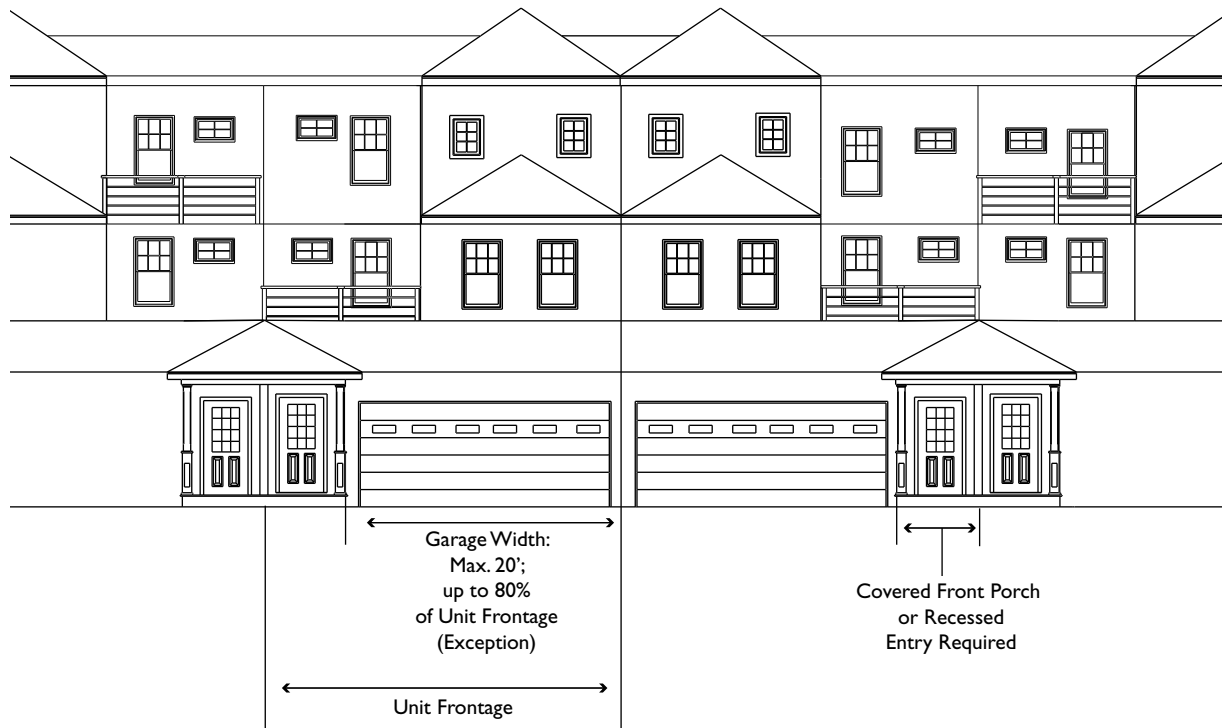 Garage Width:
Max. 20’;
up to 80%
of Unit Frontage
(Exception)
Covered Front Porch
or Recessed
Entry Required
Unit Frontage